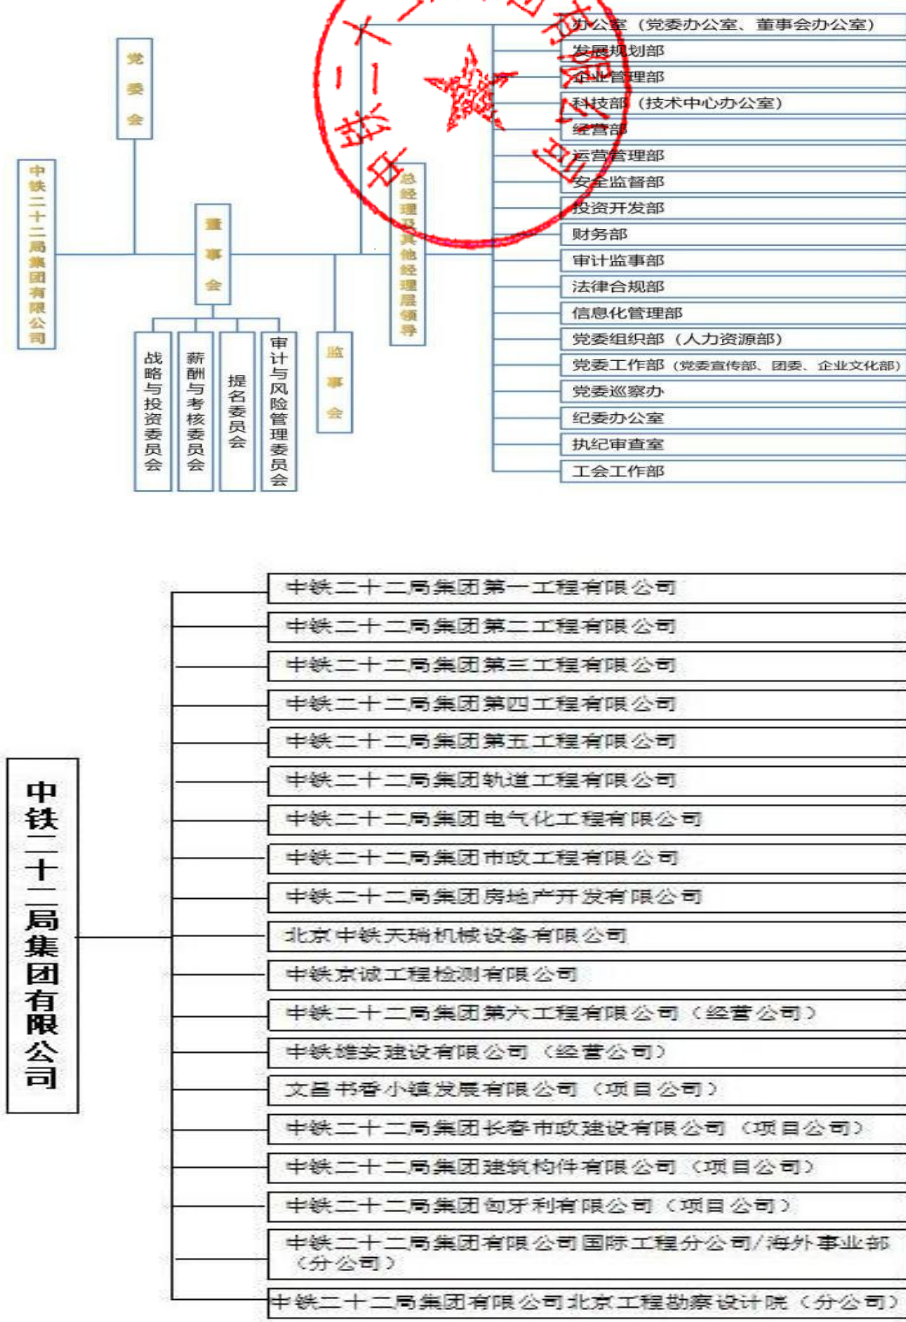 党委会
中铁二十二局集团有限公司
董事会
战略与投资委员会
薪酬与考核委员会
提名委员会
审计与风险管理委员会
监事会
总经理及其他经理层领导
中铁二十二局集团有限公司
办公室（党委办公室、董事会办公室）
发展规划部
企业管理部
科技部（技术中心办公室）
经营部
运营管理部
安全监督部
投资开发部
财务部
审计监事部
法律合规部
信息化管理部
党委组织部（人力资源部）
党委工作部（党委宣传部、团委、企业文化部）
党委巡察办
纪委办公室
执纪审查室
工会工作部
中铁二十二局集团有限公司
中铁二十二局集团第一工程有限公司
中铁二十二局集团第二工程有限公司
中铁二十二局集团第三工程有限公司
中铁二十二局集团第四工程有限公司
中铁二十二局集团第五工程有限公司
中铁二十二局集团轨道工程有限公司
中铁二十二局集团电气化工程有限公司
中铁二十二局集团市政工程有限公司
中铁二十二局集团房地产开发有限公司
北京中铁天瑞机械设备有限公司
中铁京诚工程检测有限公司
中铁二十二局集团第六工程有限公司（经营公司）
中铁雄安建设有限公司（经营公司）
文昌书香小镇发展有限公司（项目公司）
中铁二十二局集团长春市政建设有限公司（项目公司）
中铁二十二局集团建筑构件有限公司（项目公司）
中铁二十二局集团匈牙利有限公司（项目公司）
中铁二十二局集团有限公司国际工程分公司/海外事业部
（分公司）
中铁二十二局集团有限公司北京工程勘察设计院（分公司）